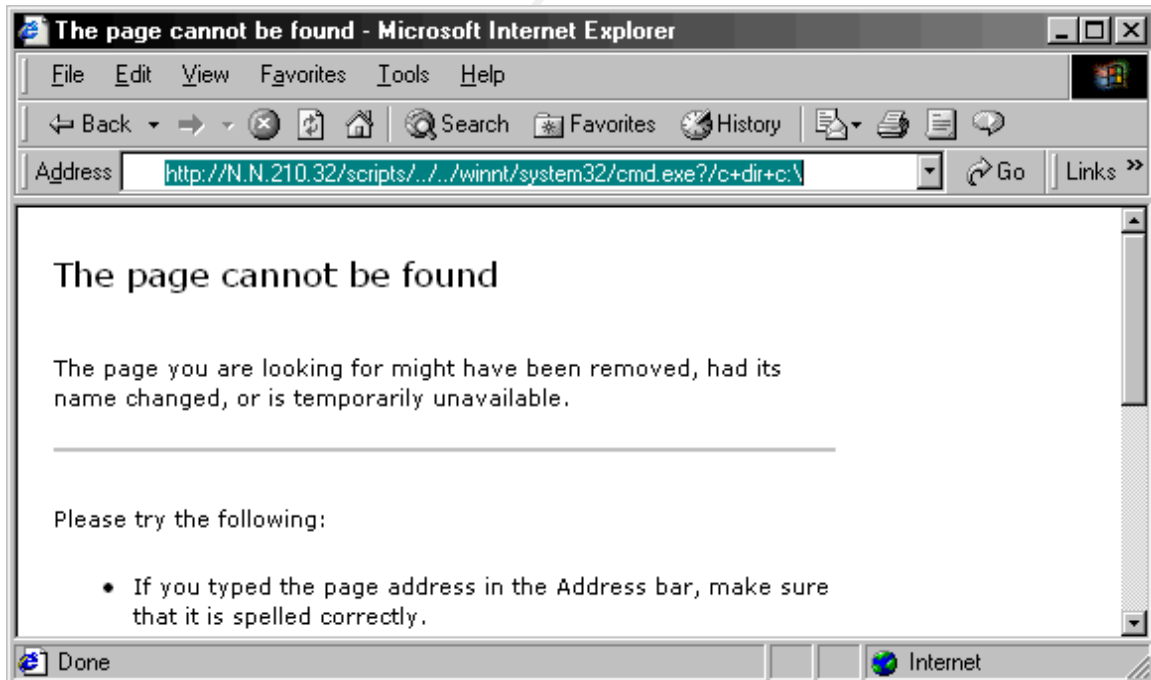 The page cannot be found - Microsoft Internet Explorer
File Edit View Favorites Tools Help
Back Search Favorites History
Address http://N.N.210.32/scripts/../../winnt/system32/cmd.exe?/c+dir+c:\ Go Links »
The page cannot be found
The page you are looking for might have been removed, had its
name changed, or is temporarily unavailable.
Please try the following:
• If you typed the page address in the Address bar, make sure
that it is spelled correctly.
Done Internet